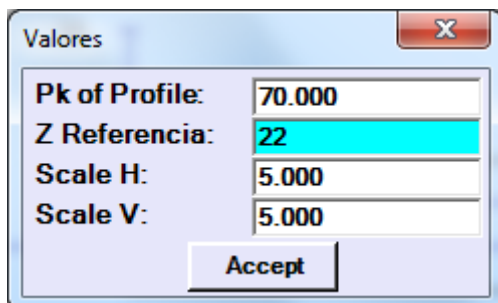 Valores
Pk of Profile: 70.000
Z Referencia: 22
Scale H: 5.000
Scale V: 5.000
Accept